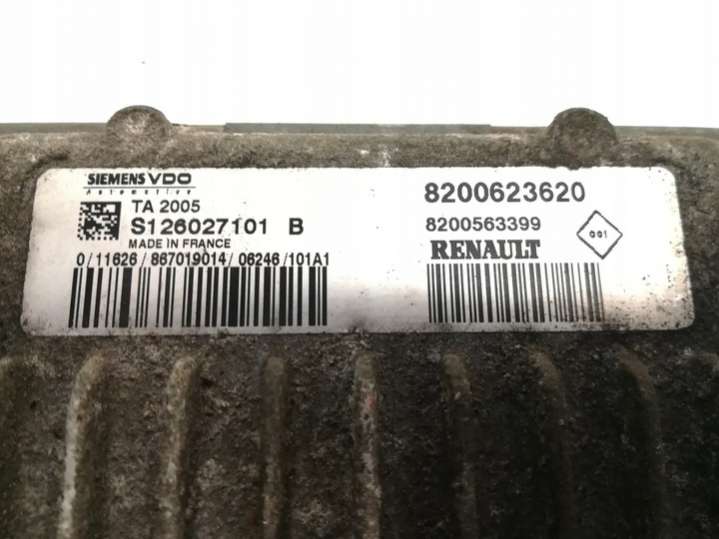 SIEMENS VDO
Automotive
TA 2005
S126027101 B
MADE IN FRANCE
0/11626/867019014/06246/101A1
8200623620
8200563399
RENAULT
001